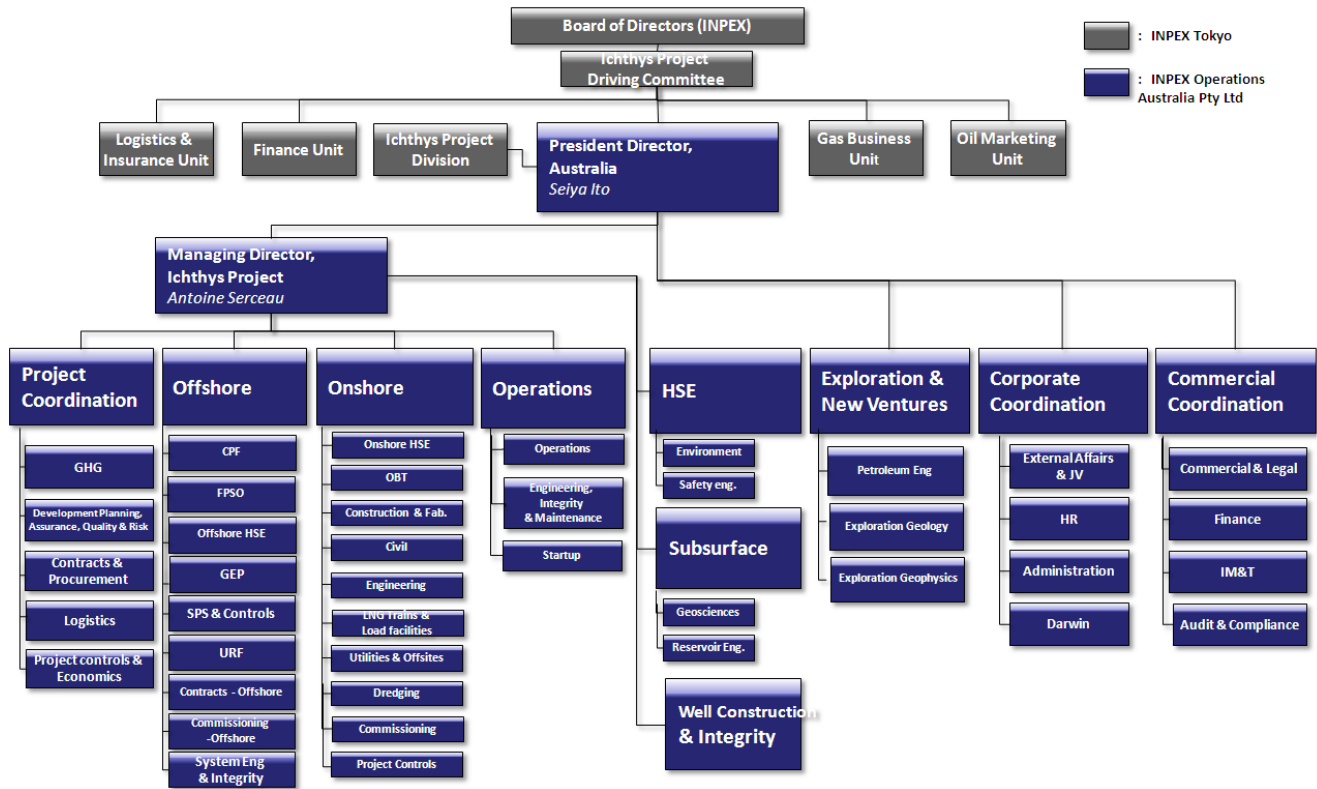 Board of Directors (INPEX)
: INPEX Tokyo
Ichthys Project
Driving Committee
: INPEX Operations
Australia Pty Ltd
Logistics &
Insurance Unit
Finance Unit
Ichthys Project
Division
President Director,
Australia
Seiya Ito
Gas Business
Unit
Oil Marketing
Unit
Managing Director,
Ichthys Project
Antoine Serceau
Project
Coordination
GHG
Development Planning,
Assurance, Quality & Risk
Contracts &
Procurement
Logistics
Project controls &
Economics
Offshore
CPF
FPSO
Offshore HSE
GEP
SPS & Controls
URF
Contracts - Offshore
Commissioning
-Offshore
System Eng
& Integrity
Onshore
Onshore HSE
OBT
Construction & Fab.
Civil
Engineering
LNG Trains &
Load facilities
Utilities & Offsites
Dredging
Commissioning
Project Controls
Operations
Operations
Engineering,
Integrity
& Maintenance
Startup
HSE
Environment
Safety eng.
Subsurface
Geosciences
Reservoir Eng.
Well Construction
& Integrity
Exploration &
New Ventures
Petroleum Eng
Exploration Geology
Exploration Geophysics
Corporate
Coordination
External Affairs
& JV
HR
Administration
Darwin
Commercial
Coordination
Commercial & Legal
Finance
IM&T
Audit & Compliance